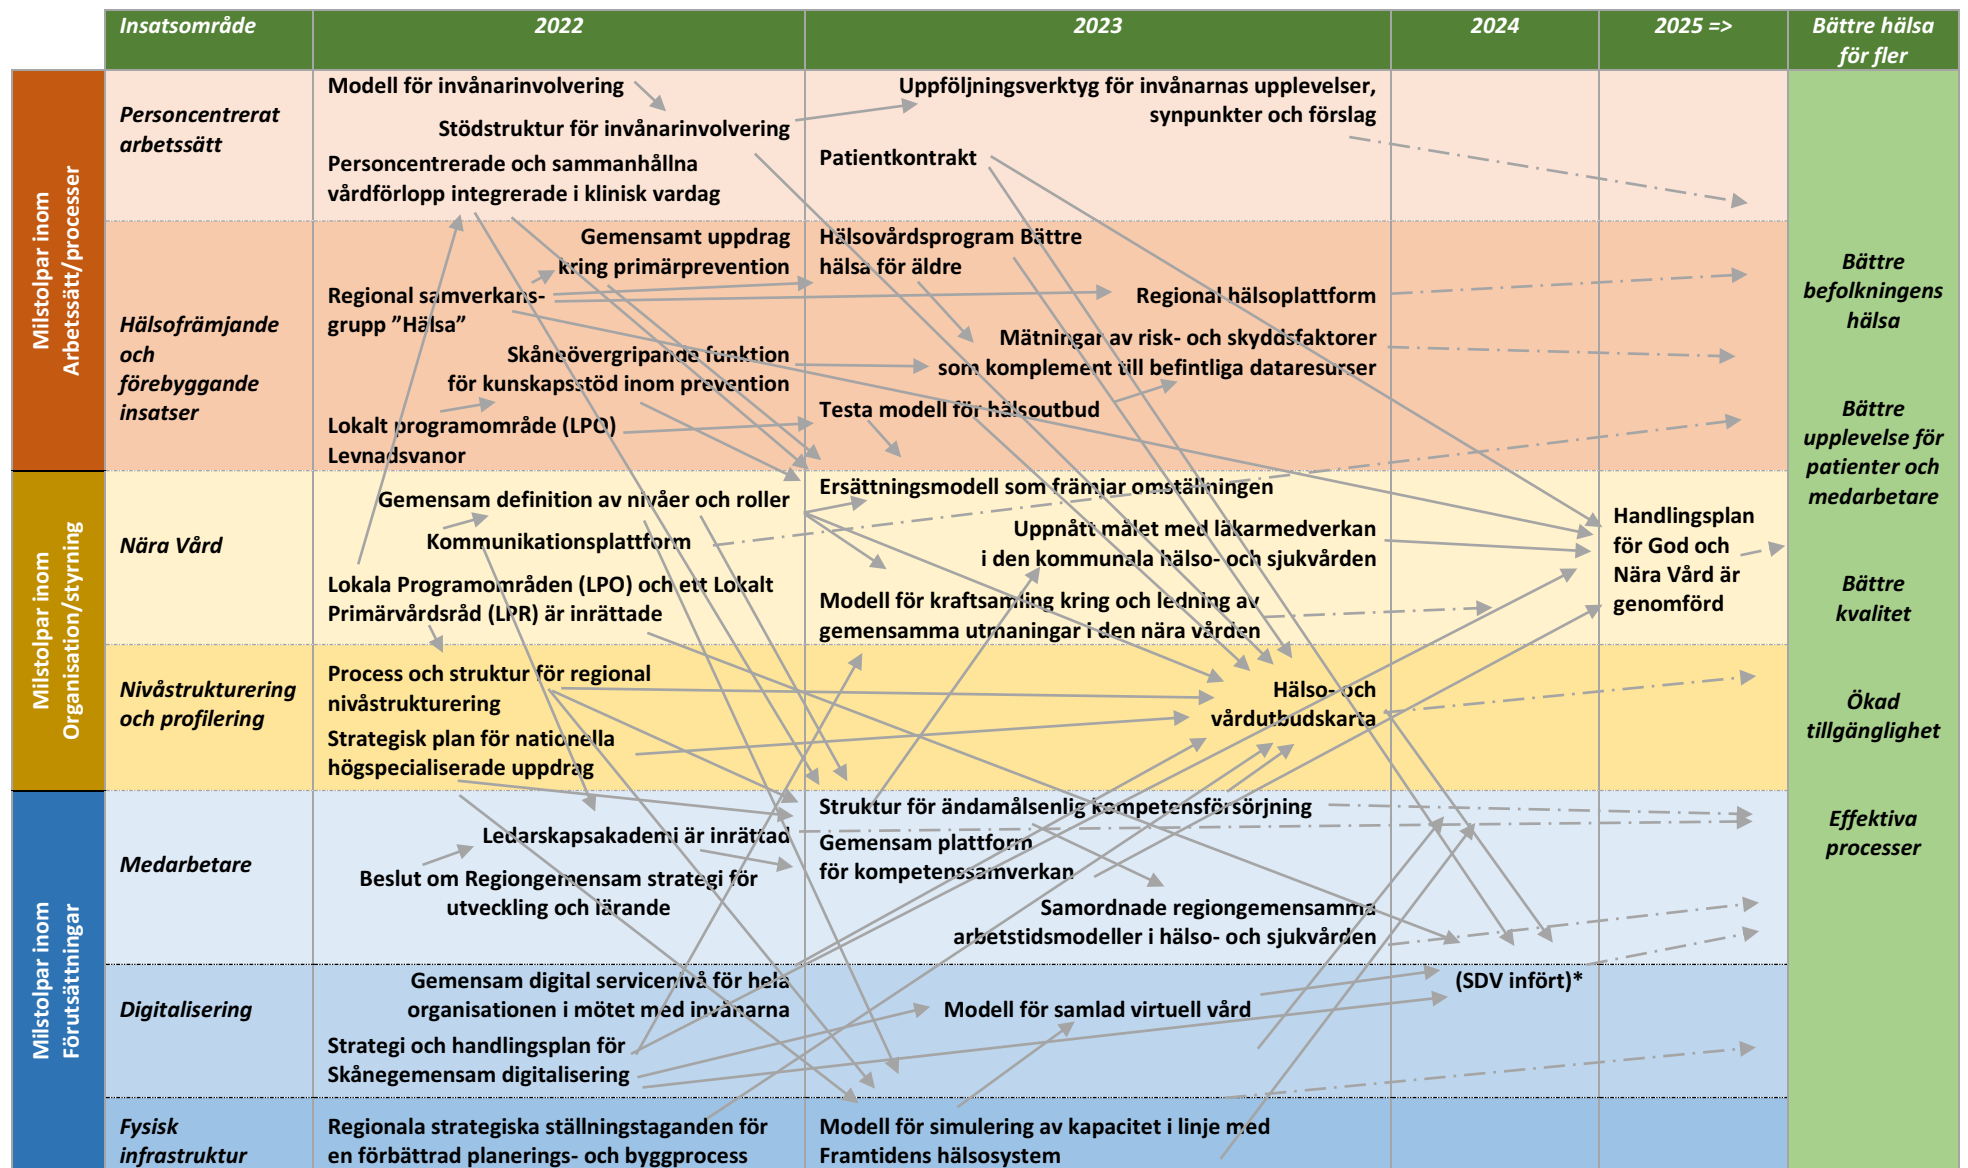 Insatsområde
2022
2023
2024
2025 =>
Bättre hälsa
för fler
Milstolpar inom
Arbetssätt/processer
Personcentrerat
arbetssätt
Modell för invånarinvolvering
Stödstruktur för invånarinvolvering
Personcentrerade och sammanhållna
vårdförlopp integrerade i klinisk vardag
Uppföljningsverktyg för invånarnas upplevelser,
synpunkter och förslag
Patientkontrakt
Hälsofrämjande
och
förebyggande
insatser
Gemensamt uppdrag
kring primärprevention
Regional samverkans-
grupp ”Hälsa”
Skåneövergripande funktion
för kunskapsstöd inom prevention
Lokalt programområde (LPO)
Levnadsvanor
Hälsovårdsprogram Bättre
hälsa för äldre
Regional hälsoplattform
Mätningar av risk- och skyddsfaktorer
som komplement till befintliga dataresurser
Testa modell för hälsoutbud
Milstolpar inom
Organisation/styrning
Nära Vård
Gemensam definition av nivåer och roller
Kommunikationsplattform
Lokala Programområden (LPO) och ett Lokalt
Primärvårdsråd (LPR) är inrättade
Ersättningsmodell som främjar omställningen
Uppnått målet med läkarmedverkan
i den kommunala hälso- och sjukvården
Modell för kraftsamling kring och ledning av
gemensamma utmaningar i den nära vården
Handlingsplan
för God och
Nära Vård är
genomförd
Nivåstrukturering
och profilering
Process och struktur för regional
nivåstrukturering
Strategisk plan för nationella
högspecialiserade uppdrag
Hälso- och
vårdutbudskarta
Milstolpar inom
Förutsättningar
Medarbetare
Ledarskapsakademi är inrättad
Beslut om Regiongemensam strategi för
utveckling och lärande
Struktur för ändamålsenlig kompetensförsörjning
Gemensam plattform
för kompetenssamverkan
Samordnade regiongemensamma
arbetstidsmodeller i hälso- och sjukvården
Digitalisering
Gemensam digital servicenivå för hela
organisationen i mötet med invånarna
Strategi och handlingsplan för
Skånegemensam digitalisering
Modell för samlad virtuell vård
(SDV infört)*
Fysisk
infrastruktur
Regionala strategiska ställningstaganden för
en förbättrad planerings- och byggprocess
Modell för simulering av kapacitet i linje med
Framtidens hälsosystem
Bättre
befolkningens
hälsa
Bättre
upplevelse för
patienter och
medarbetare
Bättre
kvalitet
Ökad
tillgänglighet
Effektiva
processer